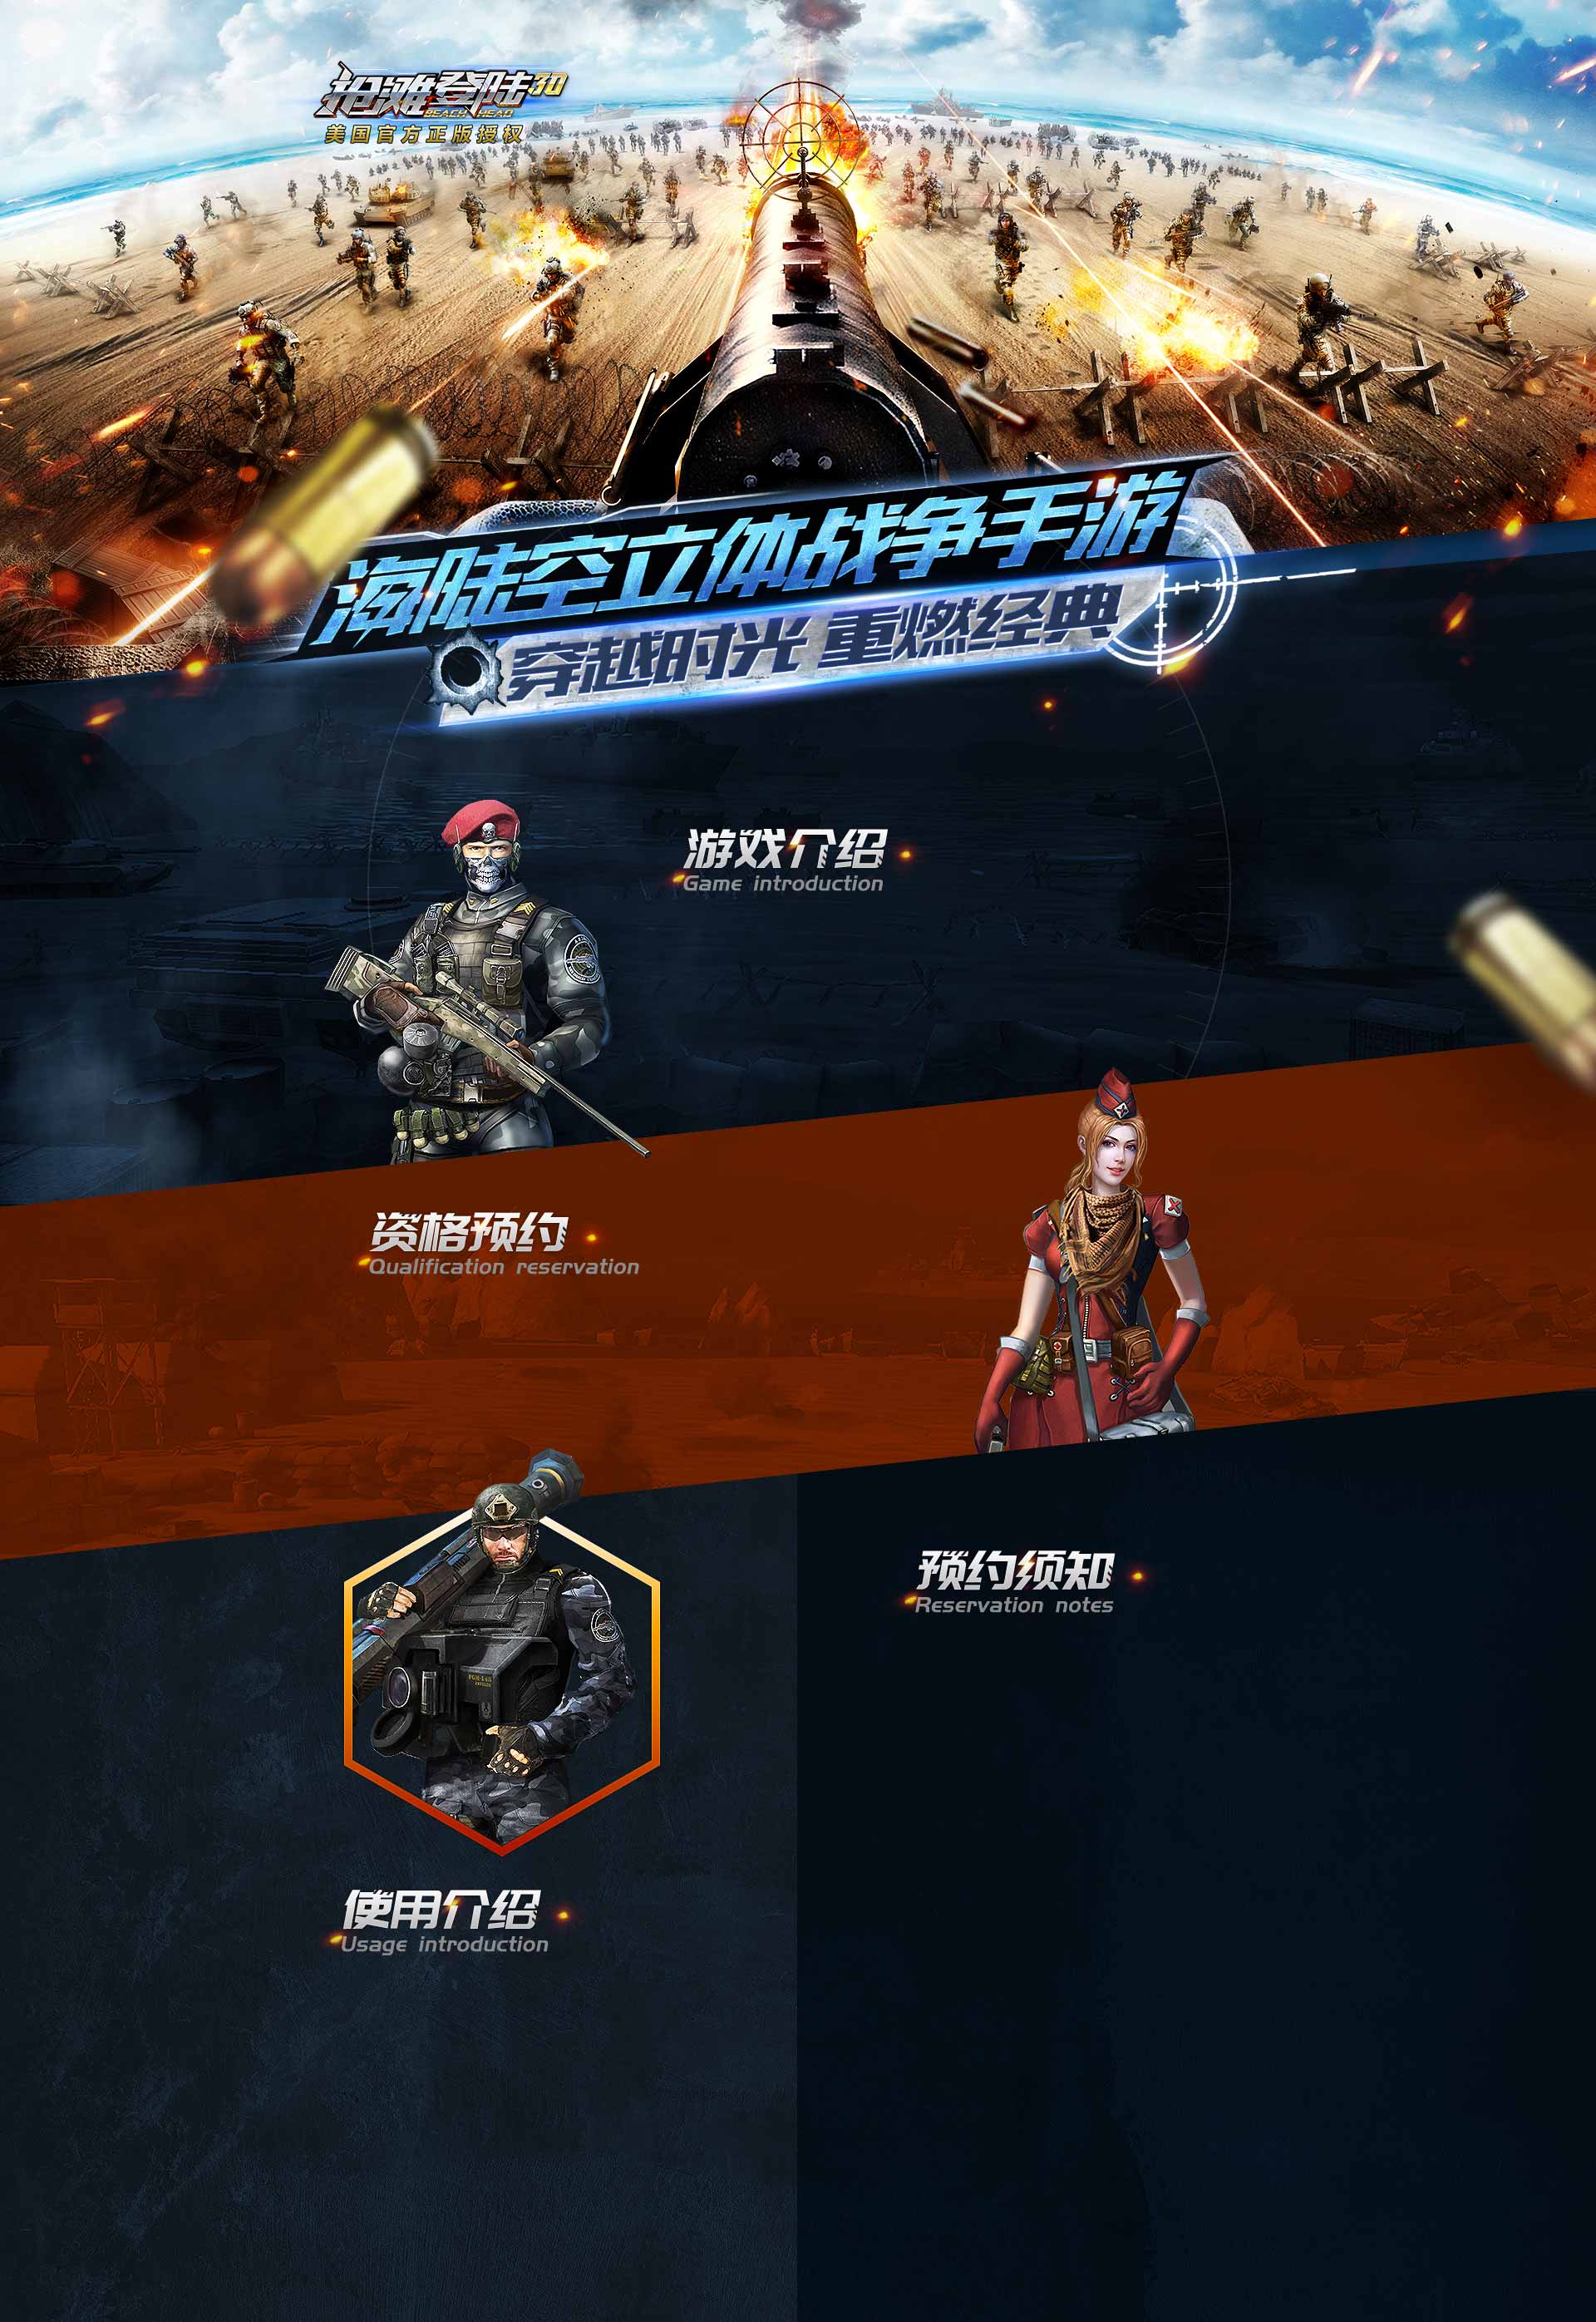 抢滩登陆3D
BEACH HEAD
美国官方正版授权
海陆空立体战争手游
穿越时光 重燃经典
游戏介绍
Game introduction
资格预约
Qualification reservation
预约须知
Reservation notes
使用介绍
Usage introduction